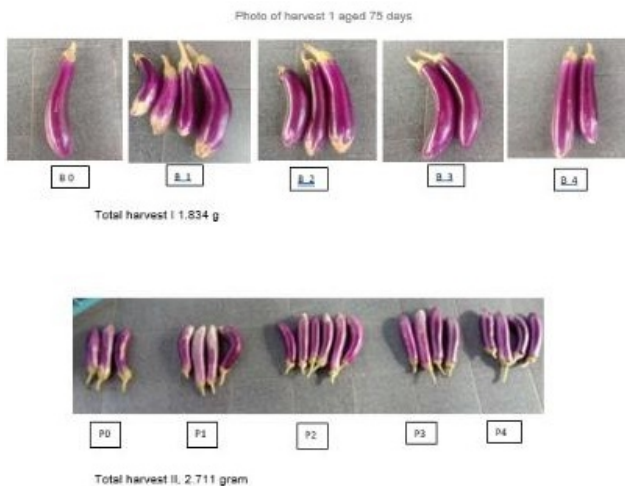 Photo of harvest 1 aged 75 days
B 0
B 1
B 2
B 3
B 4
Total harvest I 1.834 g
P0
P1
P2
P3
P4
Total harvest II, 2.711 gram